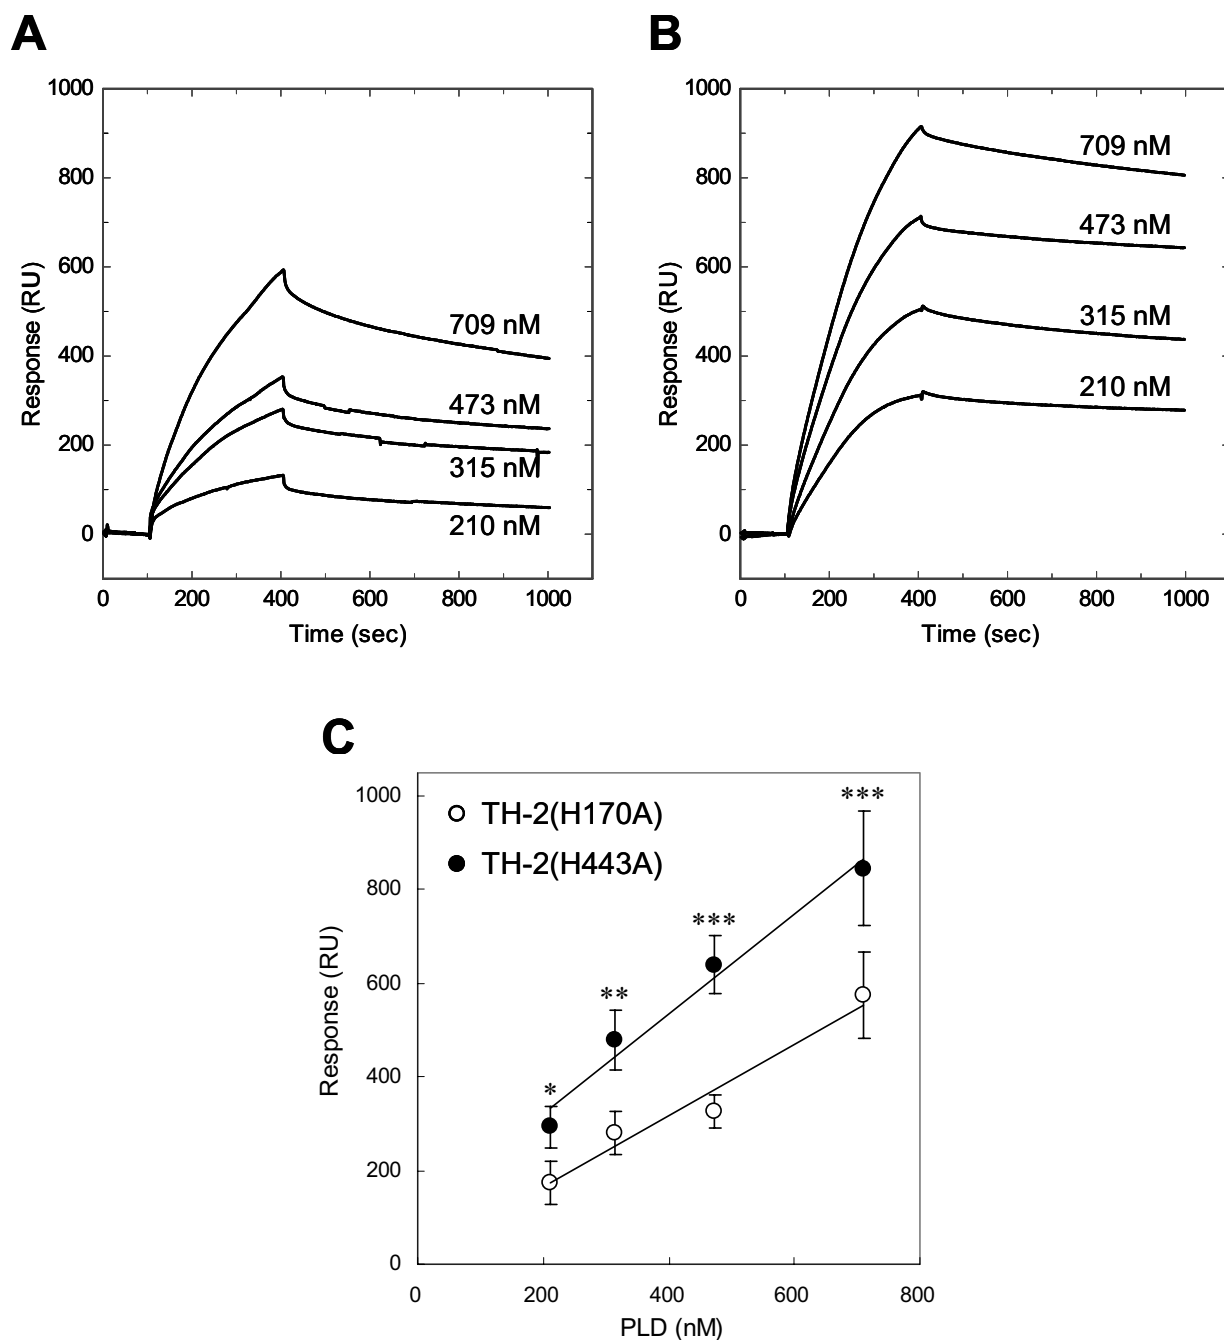 A
B
1000
800
600
400
200
0
Response (RU)
709 nM
473 nM
315 nM
210 nM
0 200 400 600 800 1000
Time (sec)
1000
800
600
400
200
0
Response (RU)
709 nM
473 nM
315 nM
210 nM
0 200 400 600 800 1000
Time (sec)
C
1000
800
600
400
200
0
Response (RU)
TH-2(H170A)
TH-2(H443A)
*
**
***
***
0 200 400 600 800
PLD (nM)